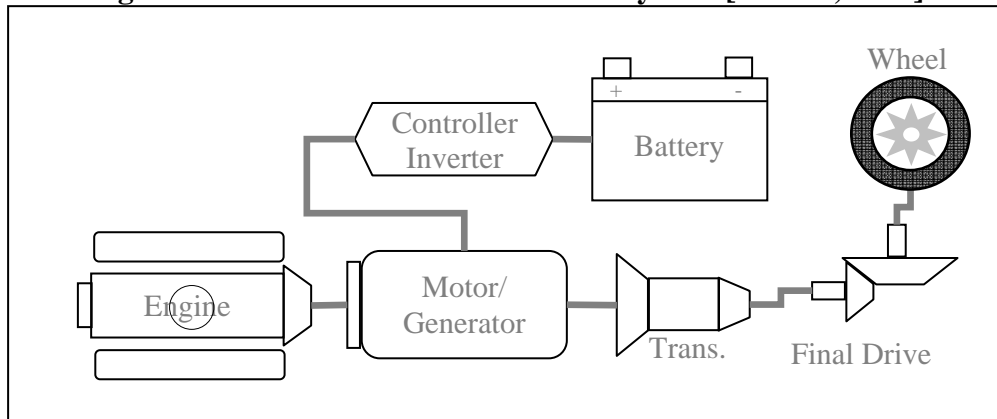 Wheel
+ -
Controller
Inverter
Battery
Engine
Motor/
Generator
Trans.
Final Drive